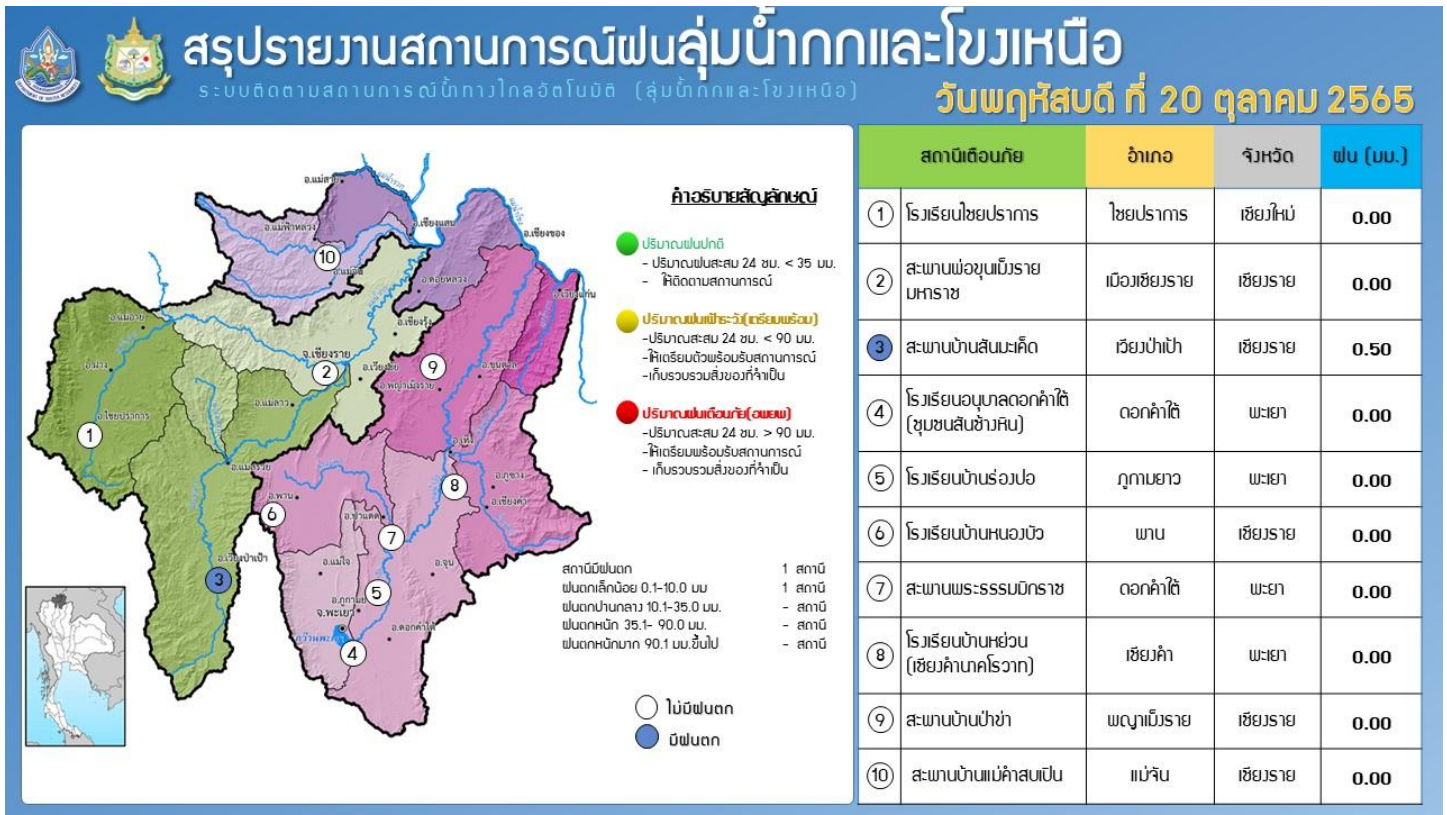 สรุปรายงานสถานการณ์ฝนลุ่มน้ำกกและโขงเหนือ
ระบบติดตามสถานการณ์น้ำทางไกลอัตโนมัติ (ลุ่มน้ำกกและโขงเหนือ)
วันพฤหัสบดี ที่ 20 ตุลาคม 2565
สถานีเตือนภัย อำเภอ จังหวัด ฝน (มม.)
1 โรงเรียนไชยปราการ ไชยปราการ เชียงใหม่ 0.00
2 สะพานพ่อขุนเม็งราย
มหาราช เมืองเชียงราย เชียงราย 0.00
3 สะพานบ้านสันมะเค็ด เวียงป่าเป้า เชียงราย 0.50
4 โรงเรียนอนุบาลดอกคำใต้
(ชุมชนสันช้างหิน) ดอกคำใต้ พะเยา 0.00
5 โรงเรียนบ้านร่องปอ ภูกามยาว พะเยา 0.00
6 โรงเรียนบ้านหนองบัว พาน เชียงราย 0.00
7 สะพานพระธรรมมิกราช ดอกคำใต้ พะยา 0.00
8 โรงเรียนบ้านหย่วน
(เชียงคำนาคโรวาท) เชียงคำ พะเยา 0.00
9 สะพานบ้านป่าข่า พญาเม็งราย เชียงราย 0.00
10 สะพานบ้านแม่คำสบเปิน แม่จัน เชียงราย 0.00
คำอธิบายสัญลักษณ์
ปริมาณฝนปกติ
- ปริมาณฝนสะสม 24 ชม. < 35 มม.
- ให้ติดตามสถานการณ์
ปริมาณฝนเฝ้าระวัง(เตรียมพร้อม)
-ปริมาณสะสม 24 ชม. < 90 มม.
-ให้เตรียมตัวพร้อมรับสถานการณ์
-เก็บรวบรวมสิ่งของที่จำเป็น
ปริมาณฝนเตือนภัย(อพยพ)
-ปริมาณสะสม 24 ชม. > 90 มม.
-ให้เตรียมพร้อมรับสถานการณ์
- เก็บรวบรวมสิ่งของที่จำเป็น
สถานีมีฝนตก 1 สถานี
ฝนตกเล็กน้อย 0.1-10.0 มม 1 สถานี
ฝนตกปานกลาง 10.1-35.0 มม. - สถานี
ฝนตกหนัก 35.1- 90.0 มม. - สถานี
ฝนตกหนักมาก 90.1 มม.ขึ้นไป - สถานี
ไม่มีฝนตก
มีฝนตก
อ.แม่สาย
อ.แม่ฟ้าหลวง
อ.เชียงแสน
อ.เชียงของ
10
อ.แม่จัน
อ.ดอยหลวง
อ.เวียงแก่น
อ.แม่อาย
อ.เชียงรุ้ง
จ.เชียงราย
อ.ฝาง
2
อ.เวียงชัย
9
อ.ขุนตาล
อ.พญาเม็งราย
อ.ไชยปราการ
อ.แม่ลาว
1
อ.เทิง
อ.แม่สรวย
8
อ.ภูซาง
อ.เชียงคำ
อ.พาน
6
อ.ป่าแดด
7
อ.เวียงป่าเป้า
3
อ.แม่ใจ
อ.จุน
5
อ.ภูกามยาว
จ.พะเยา
กว๊านพะเยา
อ.ดอกคำใต้
4